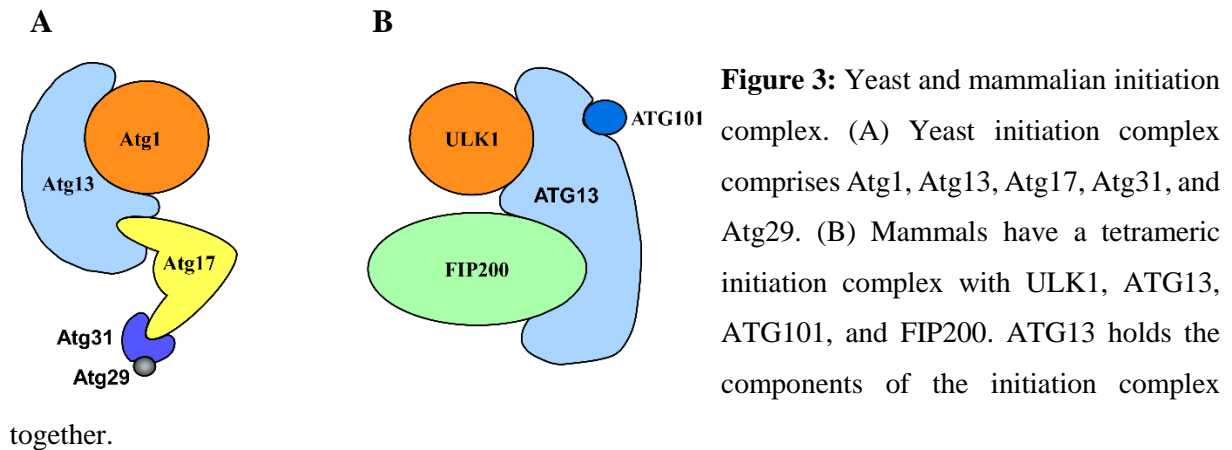 A
B
Atg1
Atg13
Atg17
Atg31
Atg29
ULK1
ATG101
ATG13
FIP200
Figure 3: Yeast and mammalian initiation
complex. (A) Yeast initiation complex
comprises Atg1, Atg13, Atg17, Atg31, and
Atg29. (B) Mammals have a tetrameric
initiation complex with ULK1, ATG13,
ATG101, and FIP200. ATG13 holds the
components of the initiation complex
together.